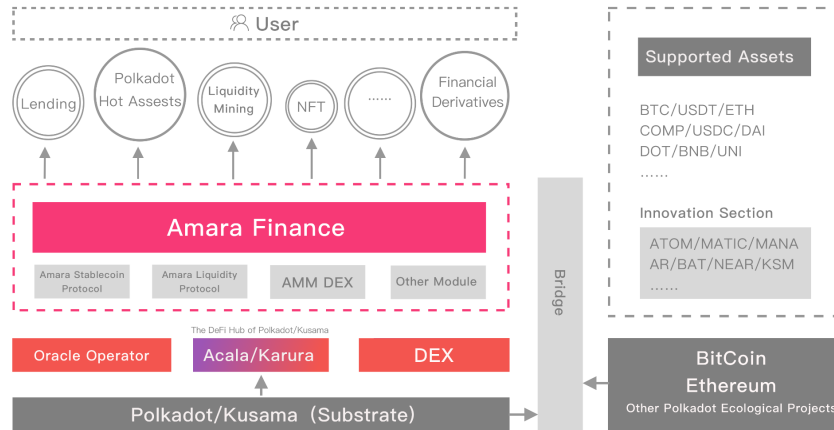 User
Lending
Polkadot
Hot Assests
Liquidity
Mining
NFT
......
Financial
Derivatives
Amara Finance
Amara Stablecoin
Protocol
Amara Liquidity
Protocol
AMM DEX
Other Module
The DeFi Hub of Polkadot/Kusama
Oracle Operator
Acala/Karura
DEX
Polkadot/Kusama (Substrate)
Bridge
Supported Assets
BTC/USDT/ETH
COMP/USDC/DAI
DOT/BNB/UNI
......
Innovation Section
ATOM/MATIC/MANA
AR/BAT/NEAR/KSM
......
BitCoin
Ethereum
Other Polkadot Ecological Projects